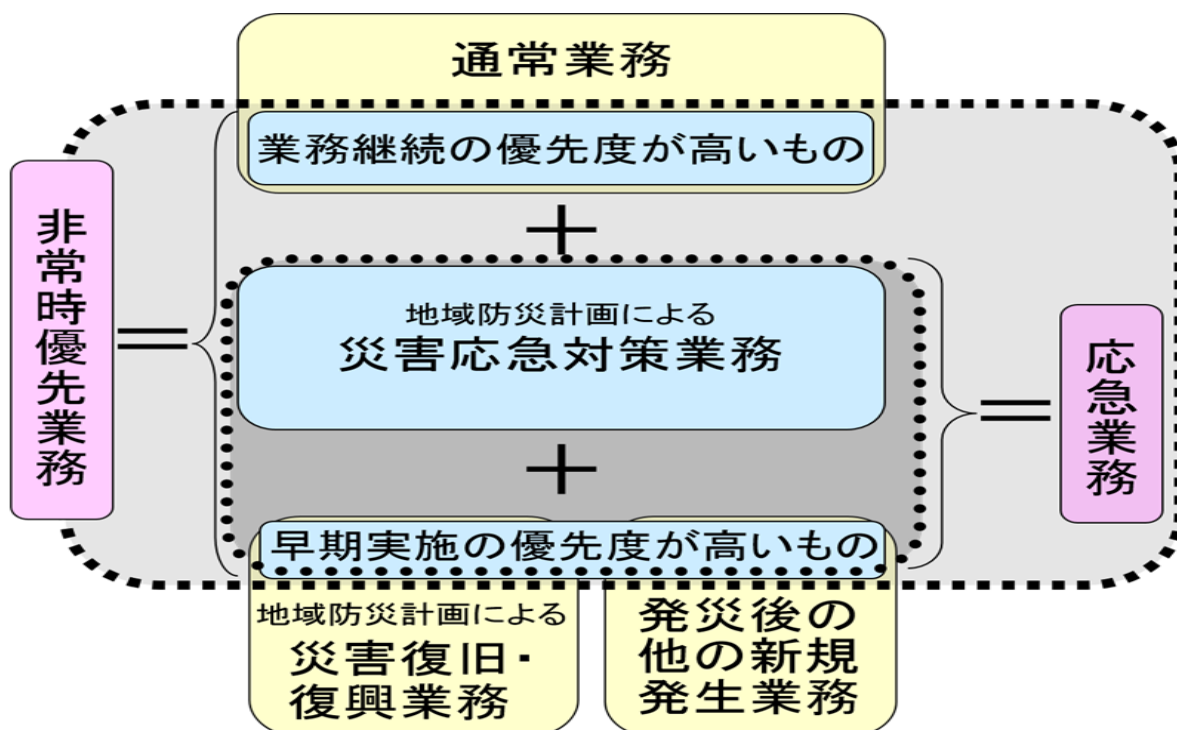 通常業務
業務継続の優先度が高いもの
＋
非常時優先業務
＝
地域防災計画による
災害応急対策業務
＝
応急業務
＋
早期実施の優先度が高いもの
地域防災計画による
災害復旧・
復興業務
発災後の
他の新規
発生業務